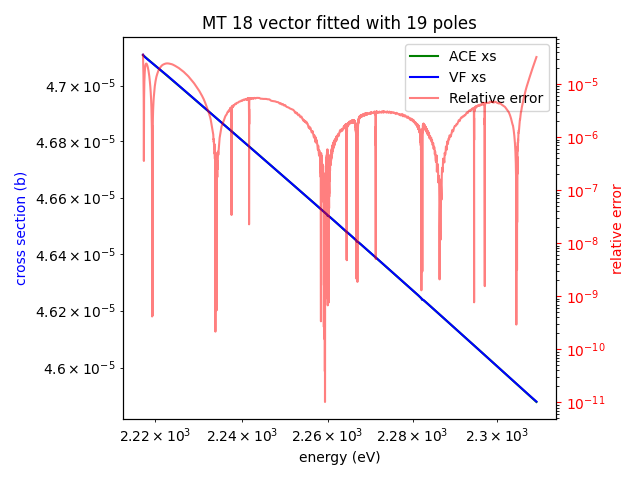 MT 18 vector fitted with 19 poles
ACE xs
VF xs
Relative error
4.7 × 10⁻⁵
4.68 × 10⁻⁵
4.66 × 10⁻⁵
4.64 × 10⁻⁵
4.62 × 10⁻⁵
4.6 × 10⁻⁵
cross section (b)
10⁻⁵
10⁻⁶
10⁻⁷
10⁻⁸
10⁻⁹
10⁻¹⁰
10⁻¹¹
relative error
2.22 × 10³ 2.24 × 10³ 2.26 × 10³ 2.28 × 10³ 2.3 × 10³
energy (eV)